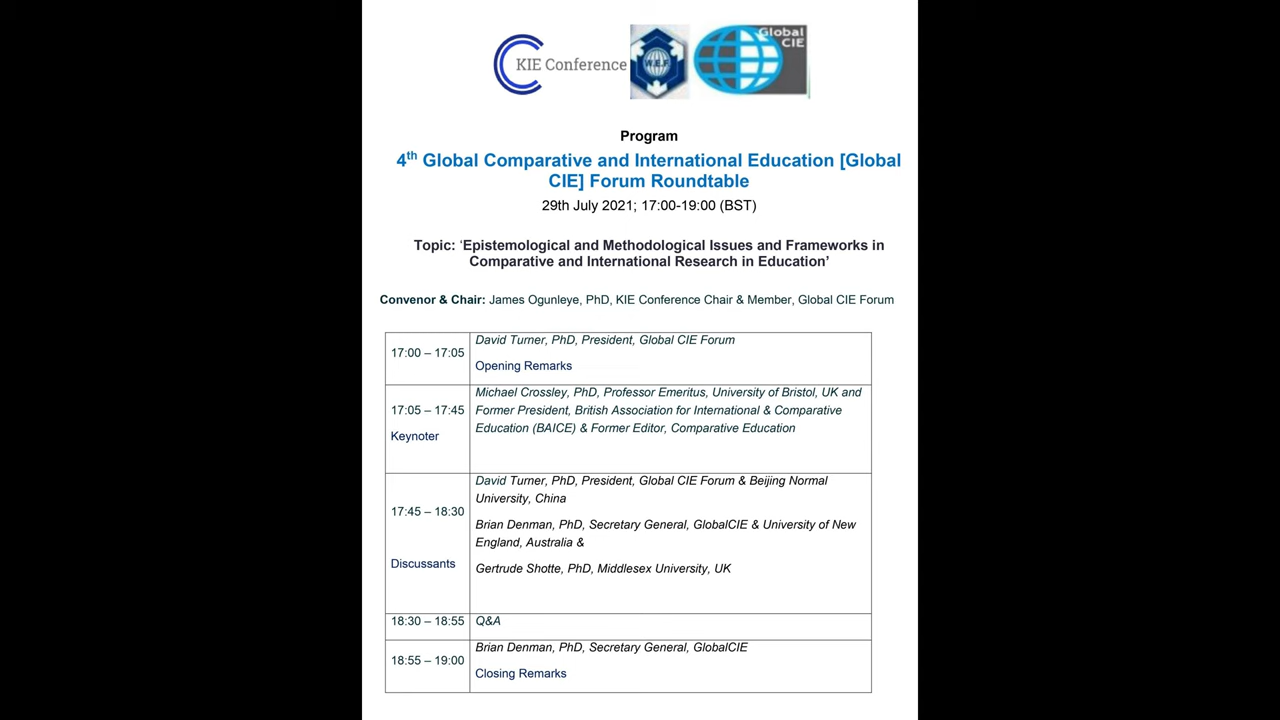 KIE Conference
W.E.F
Global
CIE
Program
4th Global Comparative and International Education [Global
CIE] Forum Roundtable
29th July 2021; 17:00-19:00 (BST)
Topic: ‘Epistemological and Methodological Issues and Frameworks in
Comparative and International Research in Education’
Convenor & Chair: James Ogunleye, PhD, KIE Conference Chair & Member, Global CIE Forum
17:00 – 17:05
David Turner, PhD, President, Global CIE Forum
Opening Remarks
17:05 – 17:45
Keynoter
Michael Crossley, PhD, Professor Emeritus, University of Bristol, UK and
Former President, British Association for International & Comparative
Education (BAICE) & Former Editor, Comparative Education
17:45 – 18:30
Discussants
David Turner, PhD, President, Global CIE Forum & Beijing Normal
University, China
Brian Denman, PhD, Secretary General, GlobalCIE & University of New
England, Australia &
Gertrude Shotte, PhD, Middlesex University, UK
18:30 – 18:55
Q&A
18:55 – 19:00
Brian Denman, PhD, Secretary General, GlobalCIE
Closing Remarks